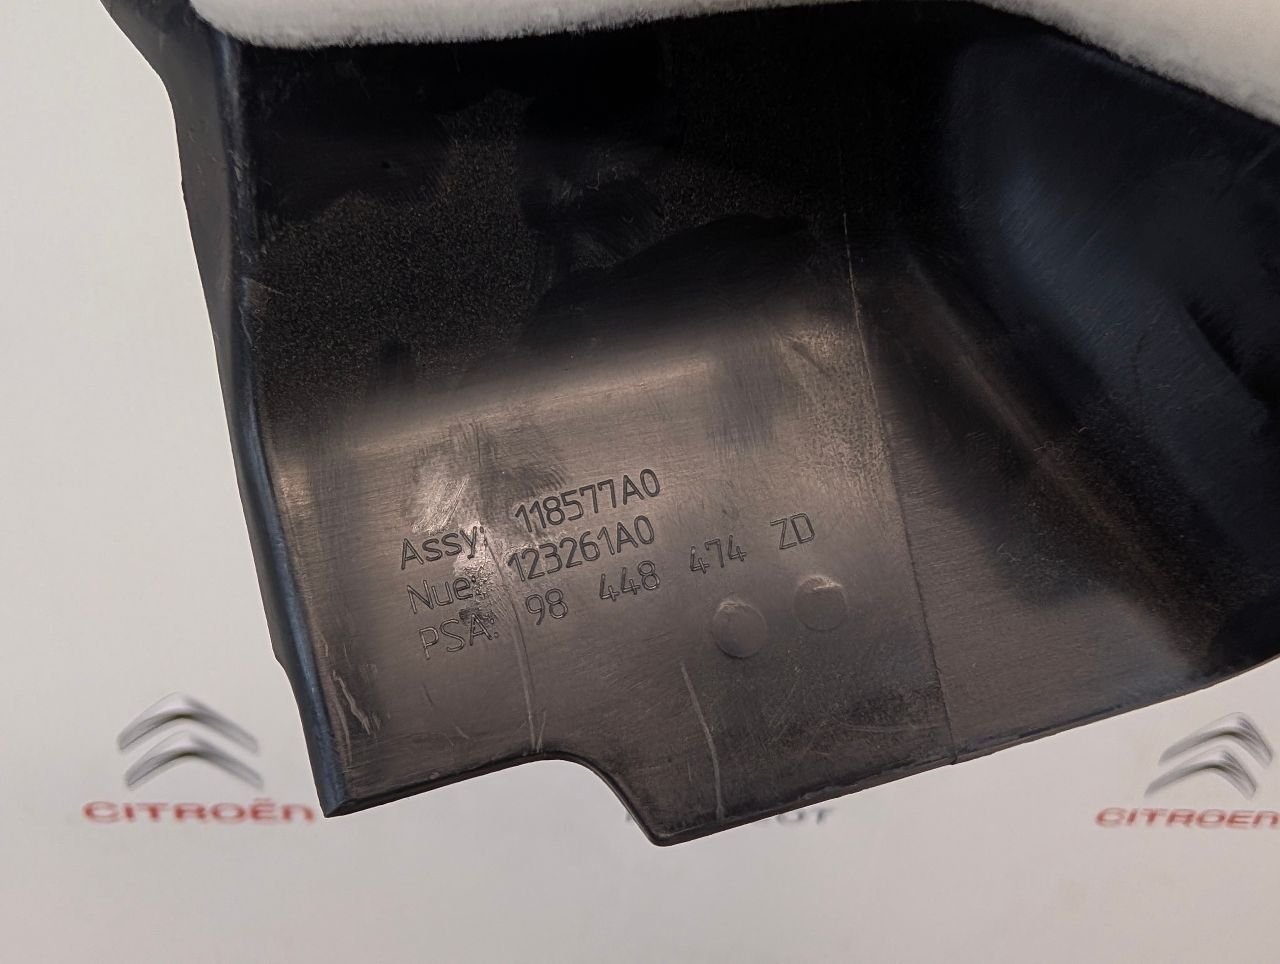 Assy: 118577A0
Nue: 123261A0
PSA: 98 448 474 ZD
CITROËN
CITROËN